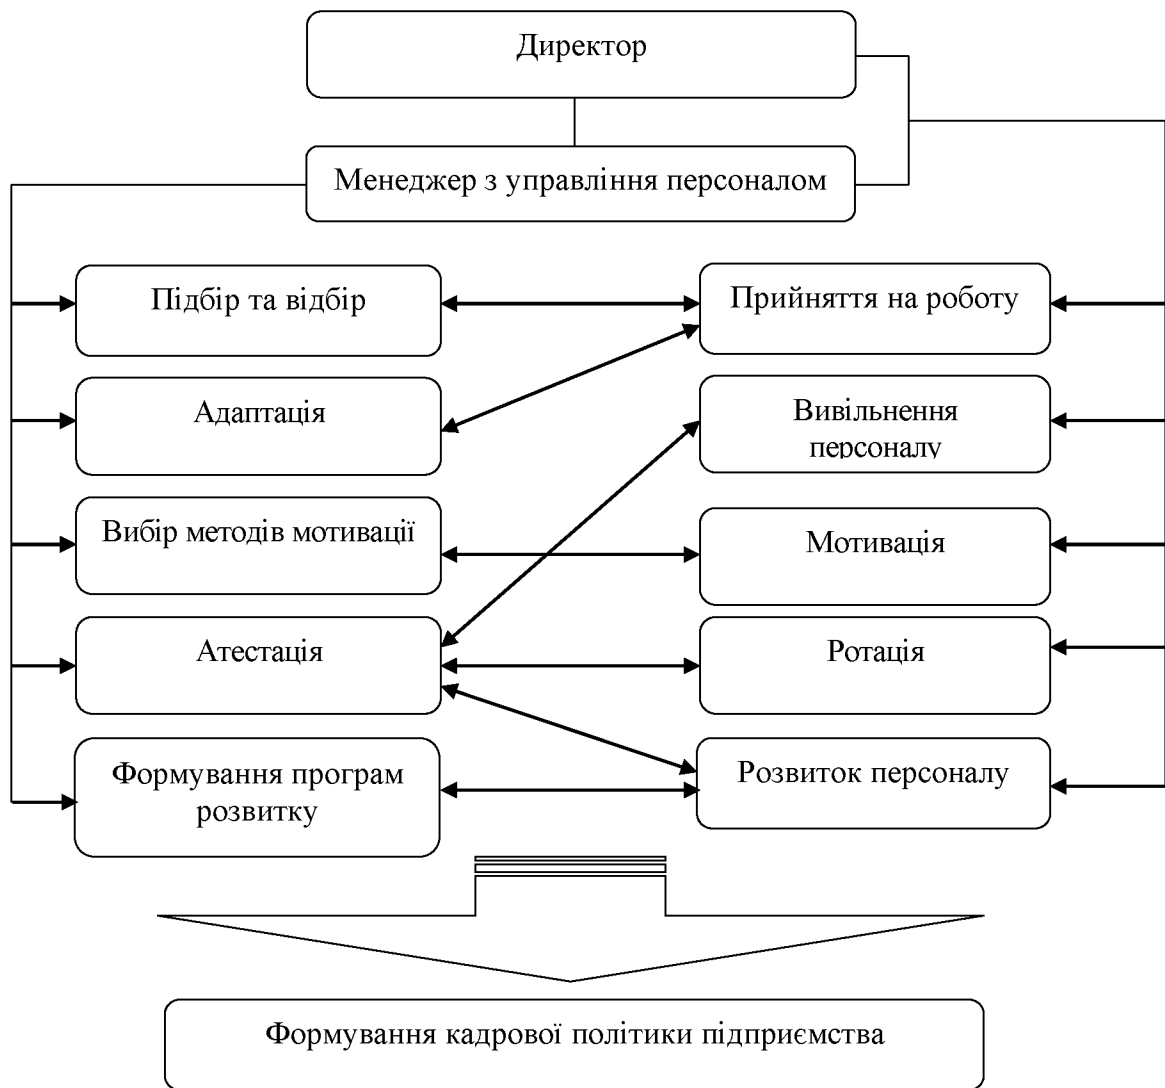 Директор
Менеджер з управління персоналом
Підбір та відбір
Прийняття на роботу
Адаптація
Вивільнення
персоналу
Вибір методів мотивації
Мотивація
Атестація
Ротація
Формування програм
розвитку
Розвиток персоналу
Формування кадрової політики підприємства